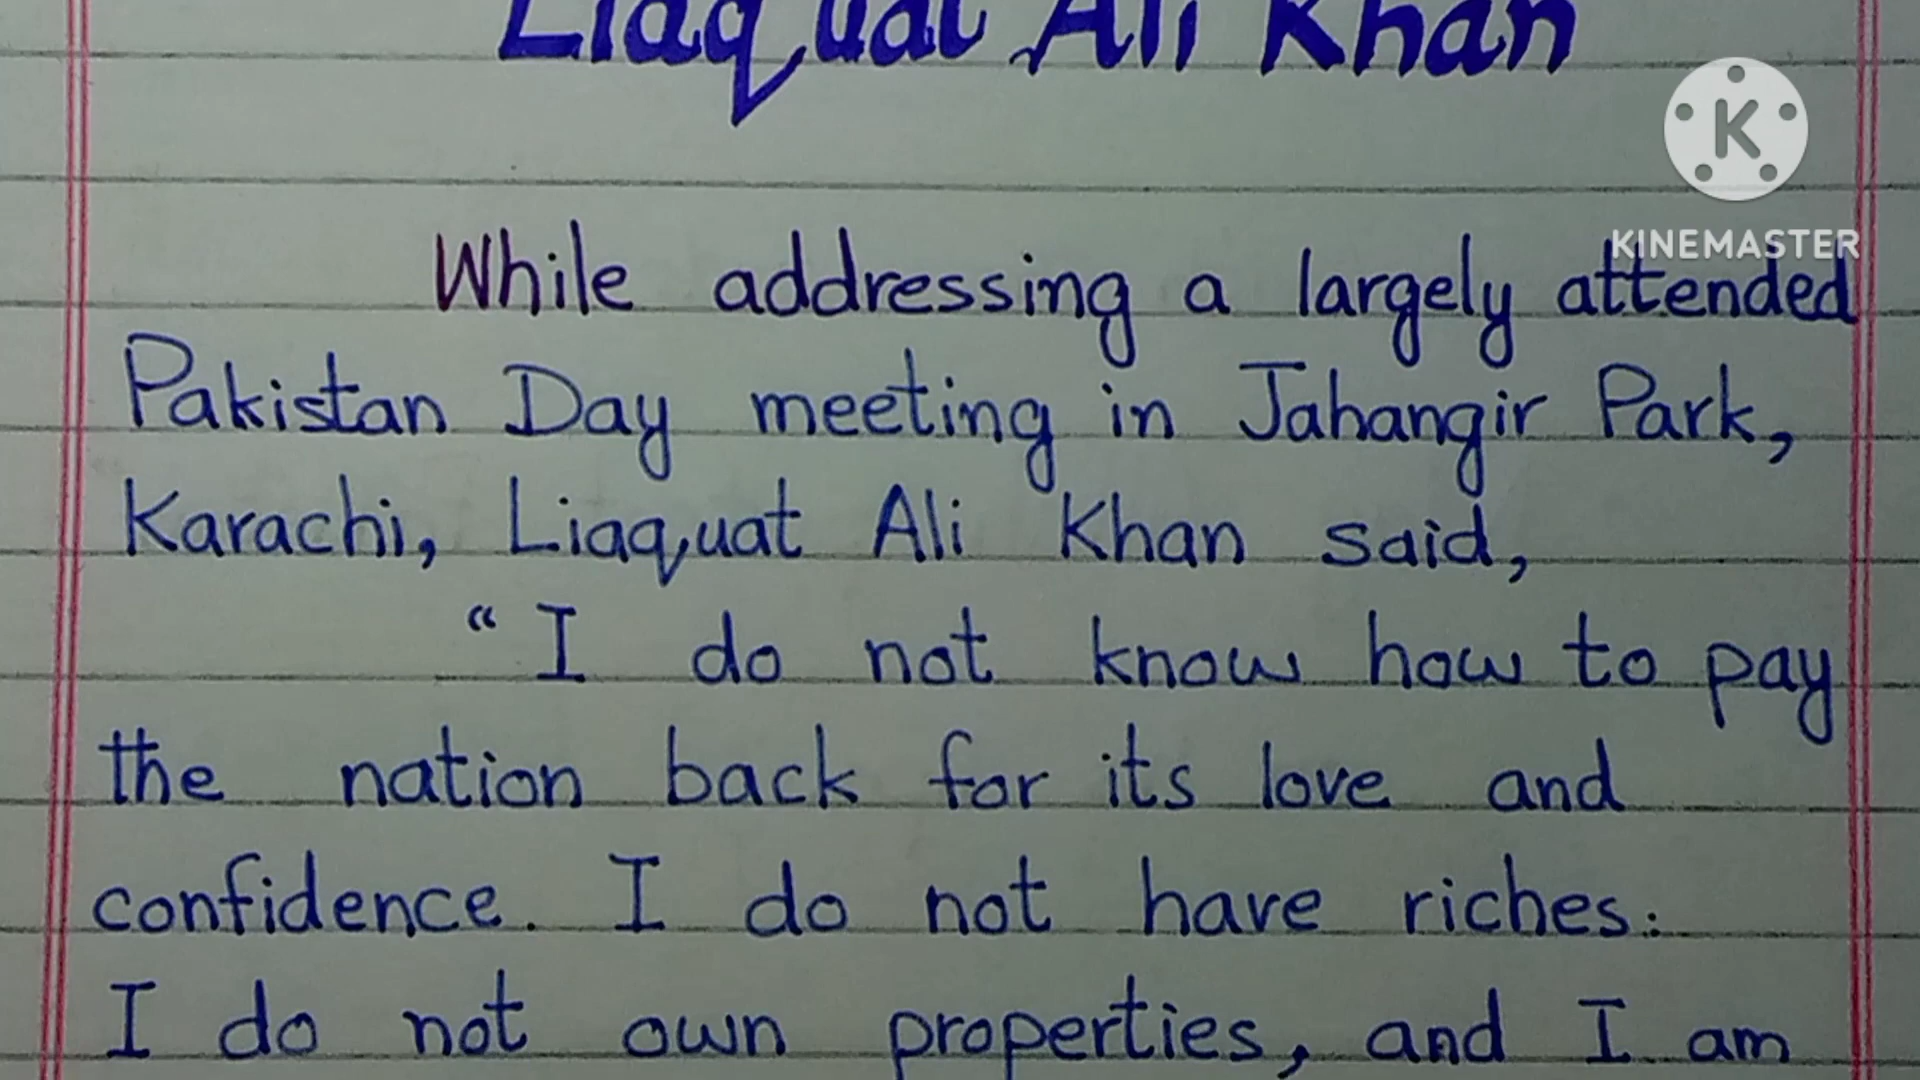 Liaquat Ali Khan
K
KINEMASTER
While addressing a largely attended
Pakistan Day meeting in Jahangir Park,
Karachi, Liaquat Ali Khan said,
“I do not know how to pay
the nation back for its love and
confidence. I do not have riches:
I do not own properties, and I am